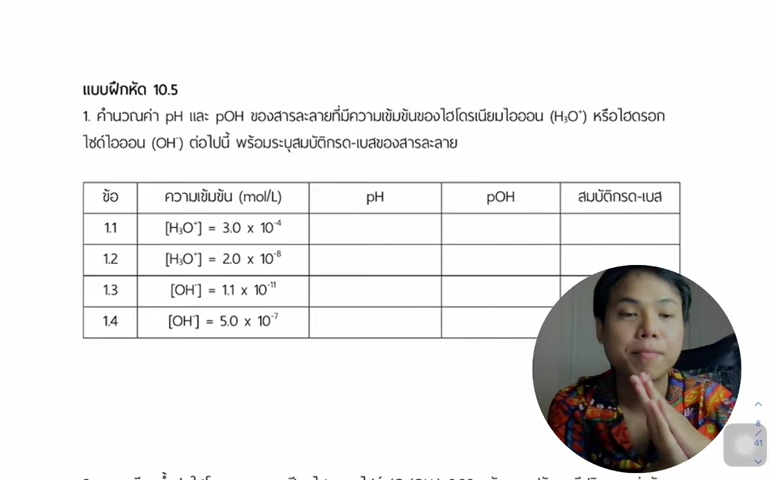 แบบฝึกหัด 10.5
1. คำนวณค่า pH และ pOH ของสารละลายที่มีความเข้มข้นของไฮโดรเนียมไอออน (H₃O⁺) หรือไฮดรอก
ไซด์ไอออน (OH⁻) ต่อไปนี้ พร้อมระบุสมบัติกรด-เบสของสารละลาย
ข้อ ความเข้มข้น (mol/L) pH pOH สมบัติกรด-เบส
1.1 [H₃O⁺] = 3.0 x 10⁻⁴
1.2 [H₃O⁺] = 2.0 x 10⁻⁸
1.3 [OH⁻] = 1.1 x 10⁻¹¹
1.4 [OH⁻] = 5.0 x 10⁻⁷
8
/
41